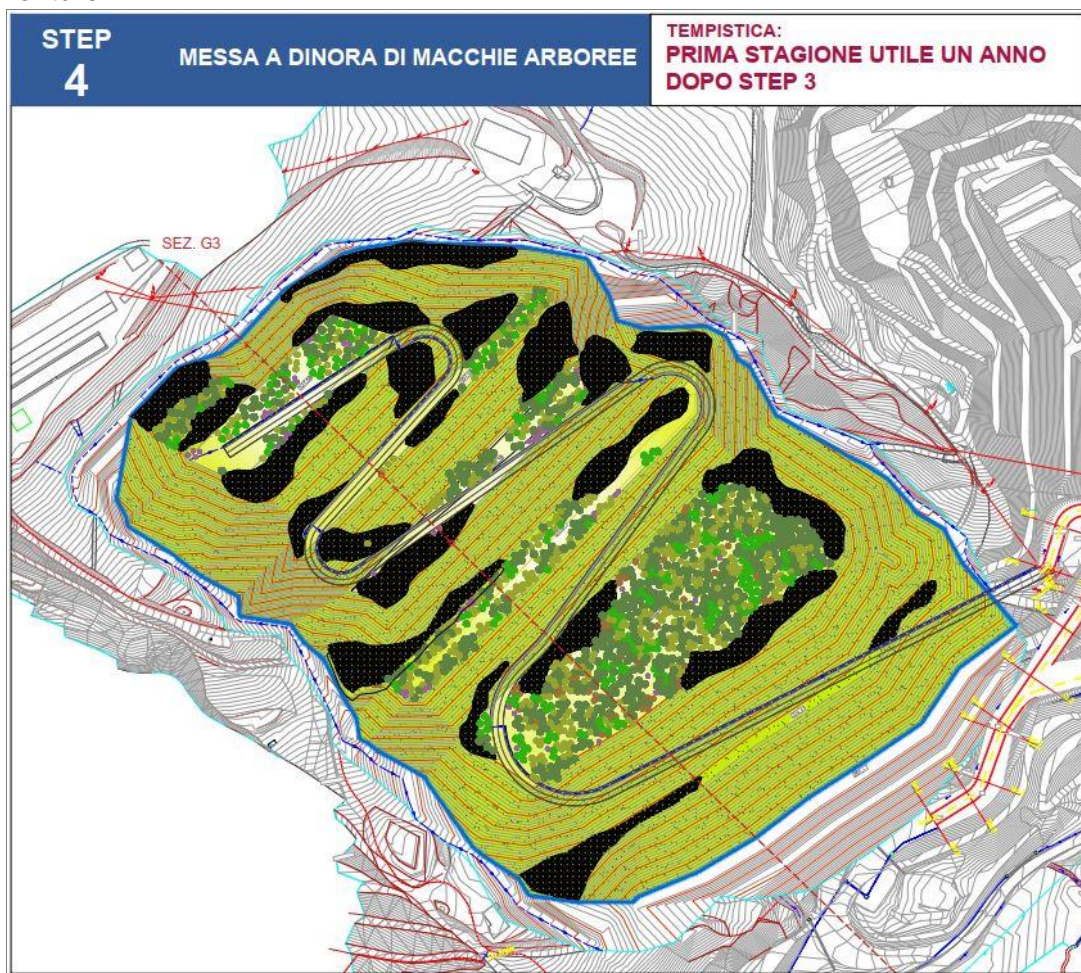 STEP
4
MESSA A DINORA DI MACCHIE ARBOREE
TEMPISTICA:
PRIMA STAGIONE UTILE UN ANNO
DOPO STEP 3
SEZ. G3